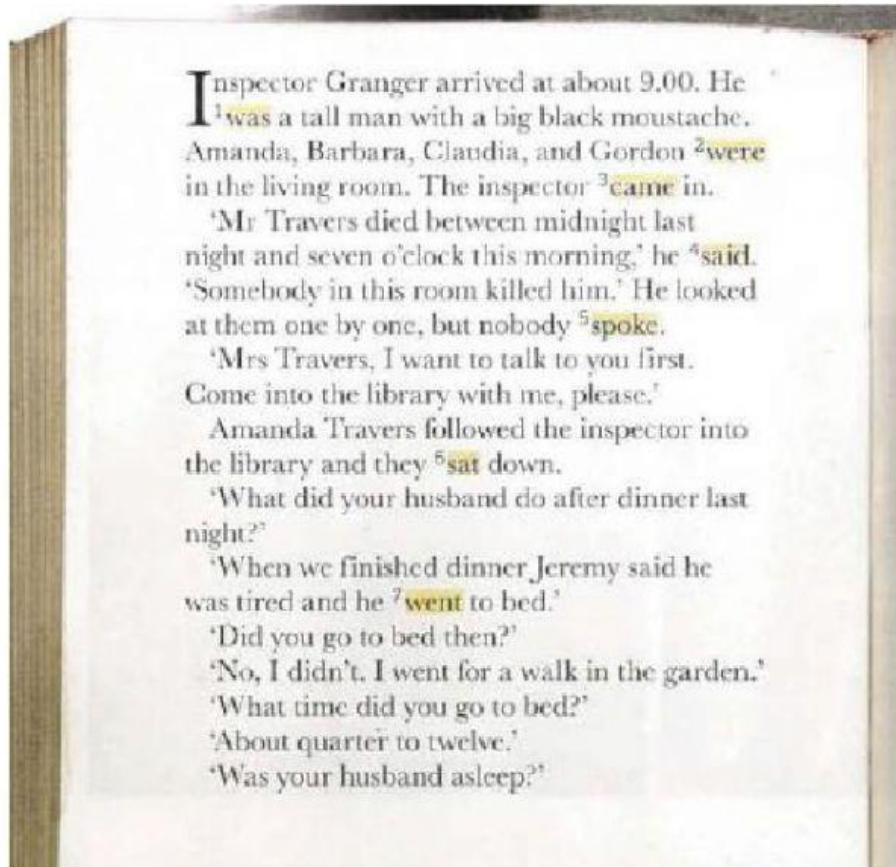 Inspector Granger arrived at about 9.00. He
¹was a tall man with a big black moustache.
Amanda, Barbara, Claudia, and Gordon ²were
in the living room. The inspector ³came in.
‘Mr Travers died between midnight last
night and seven o’clock this morning,’ he ⁴said.
‘Somebody in this room killed him.’ He looked
at them one by one, but nobody ⁵spoke.
‘Mrs Travers, I want to talk to you first.
Come into the library with me, please.’
Amanda Travers followed the inspector into
the library and they ⁶sat down.
‘What did your husband do after dinner last
night?’
‘When we finished dinner Jeremy said he
was tired and he ⁷went to bed.’
‘Did you go to bed then?’
‘No, I didn’t. I went for a walk in the garden.’
‘What time did you go to bed?’
‘About quarter to twelve.’
‘Was your husband asleep?’